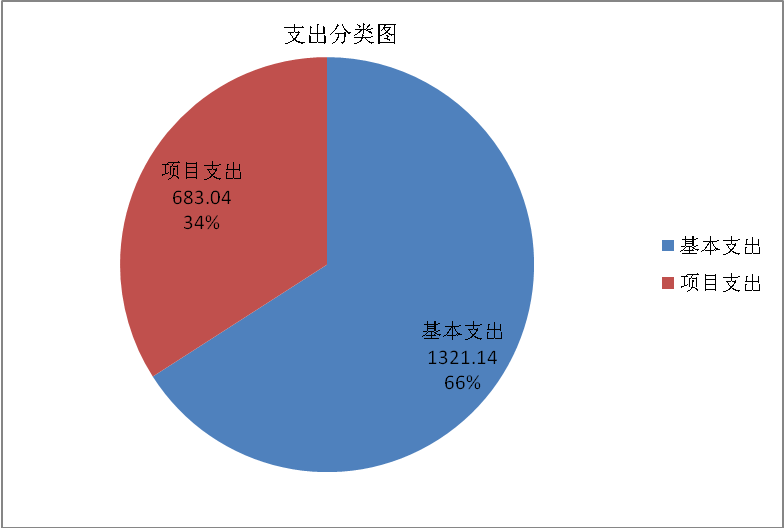 支出分类图
项目支出
683.04
34%
基本支出
1321.14
66%
基本支出
项目支出